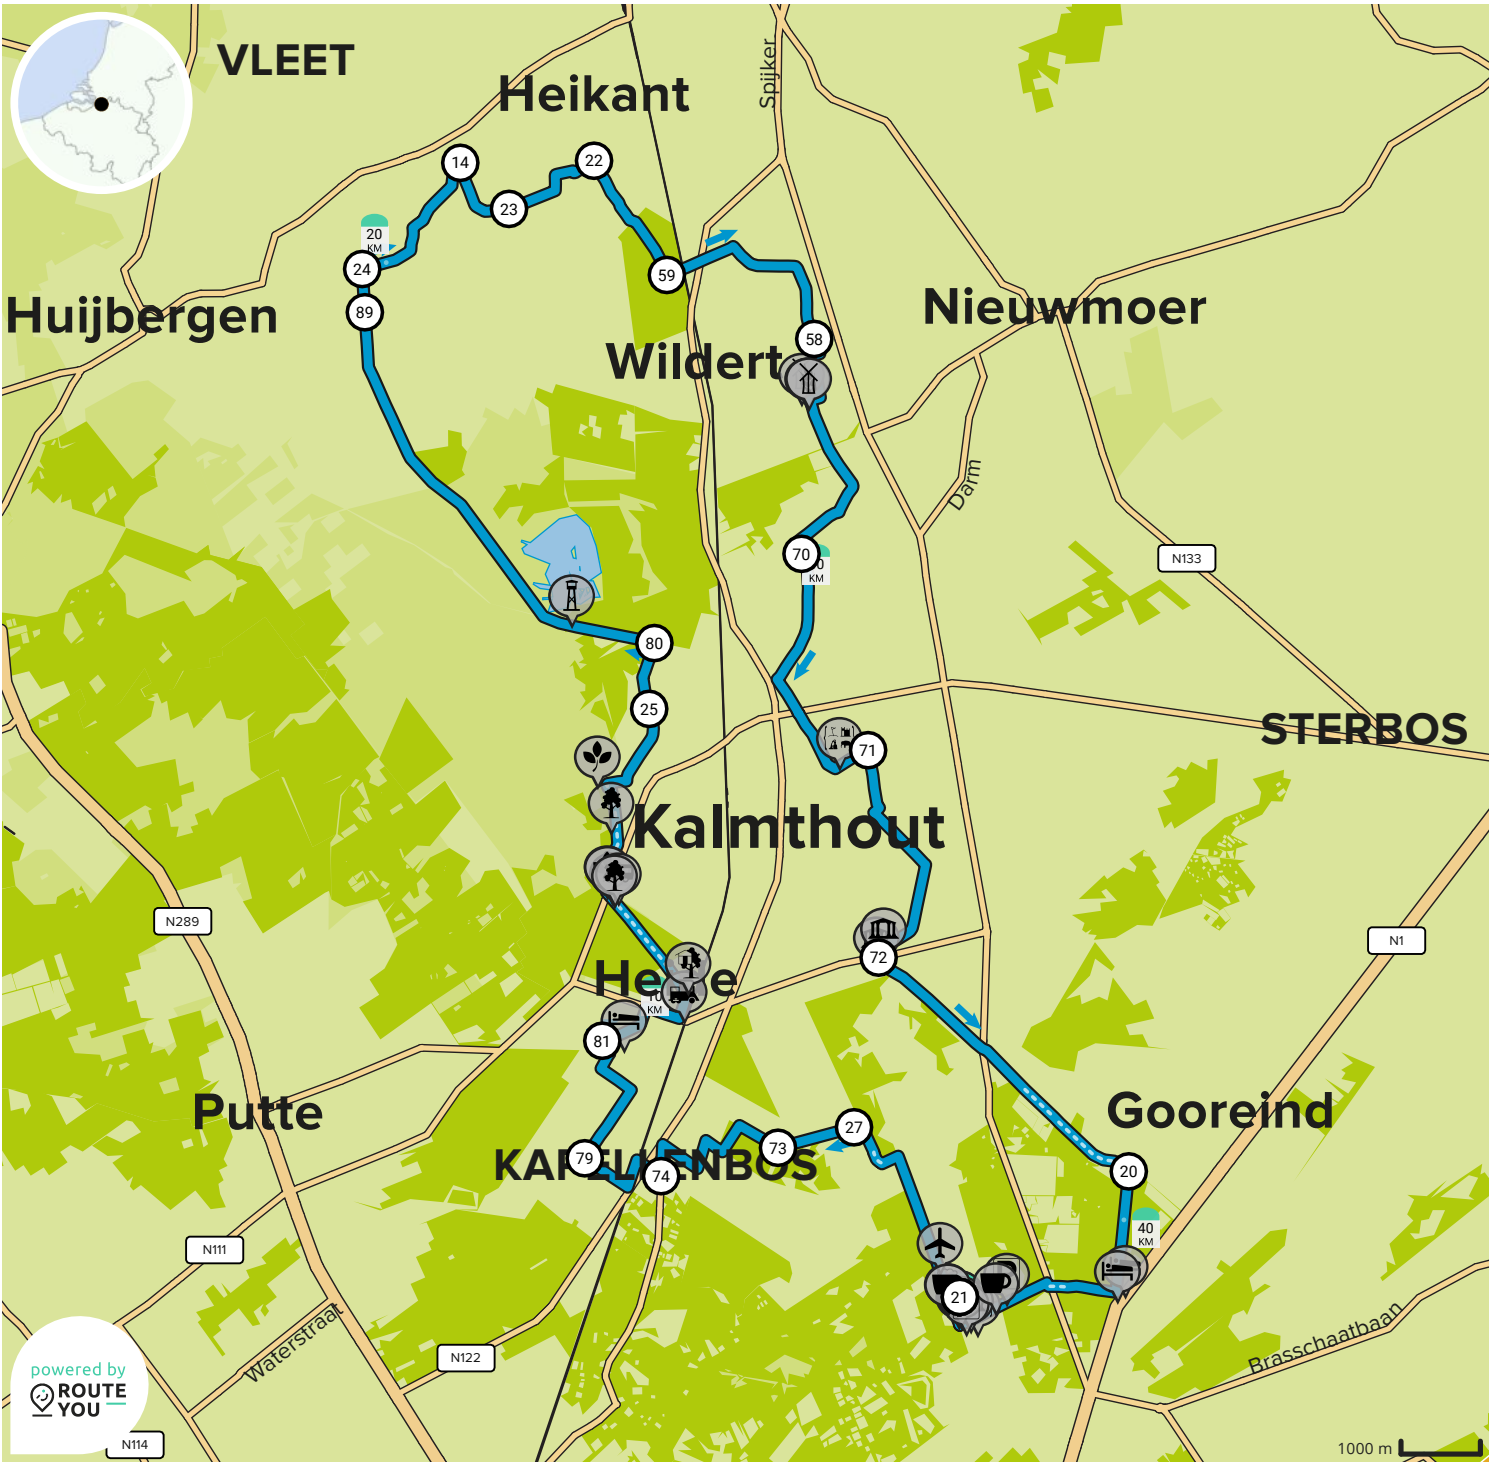 VLEET
Heikant
Spijker
14
22
23
20
KM
24
59
89
Huijbergen
Nieuwmoer
58
Wildert
Darm
70
KM
N133
80
25
STERBOS
71
Kalmthout
N289
N1
72
KM
81
Putte
Gooreind
27
73
KAPELLENBOS
79
74
20
40
KM
N111
21
Waterstraat
N122
Brasschaatbaan
powered by
ROUTE
YOU
N114
1000 m